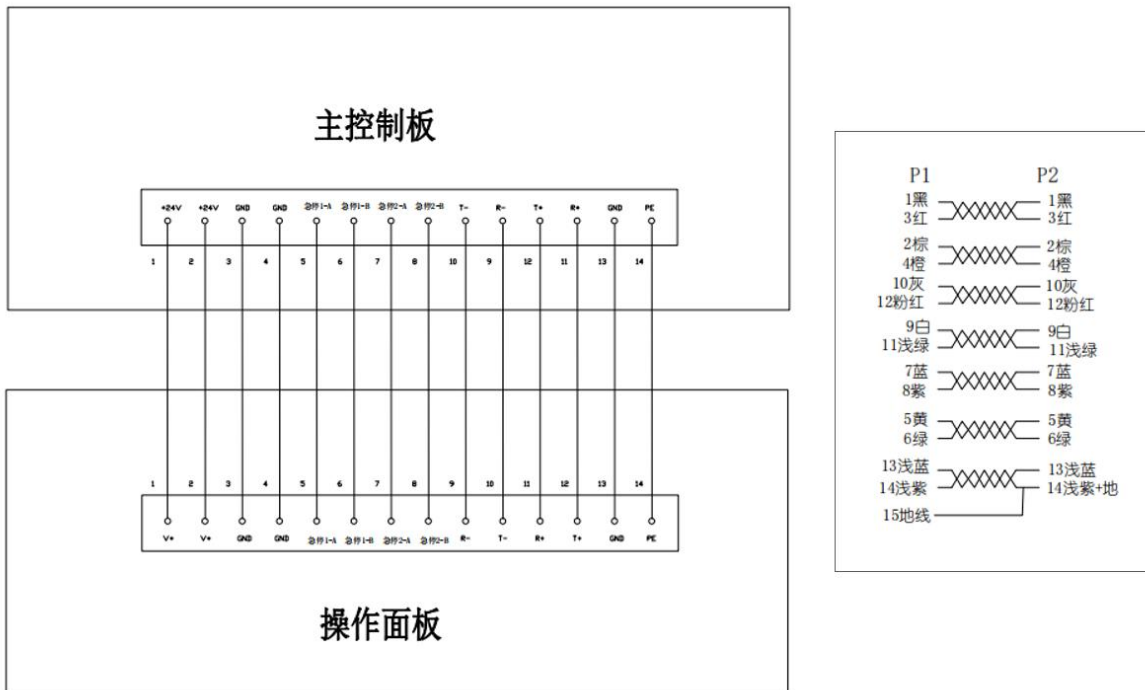 主控制板
+24V +24V GND GND 急停1-A 急停1-B 急停2-A 急停2-B T- R- T+ R+ GND PE
1 2 3 4 5 6 7 8 10 9 12 11 13 14
1 2 3 4 5 6 7 8 9 10 11 12 13 14
V+ V+ GND GND 急停1-A 急停1-B 急停2-A 急停2-B R- T- R+ T+ GND PE
操作面板
P1 P2
1黑 1黑
3红 3红
2棕 2棕
4橙 4橙
10灰 10灰
12粉红 12粉红
9白 9白
11浅绿 11浅绿
7蓝 7蓝
8紫 8紫
5黄 5黄
6绿 6绿
13浅蓝 13浅蓝
14浅紫 14浅紫+地
15地线